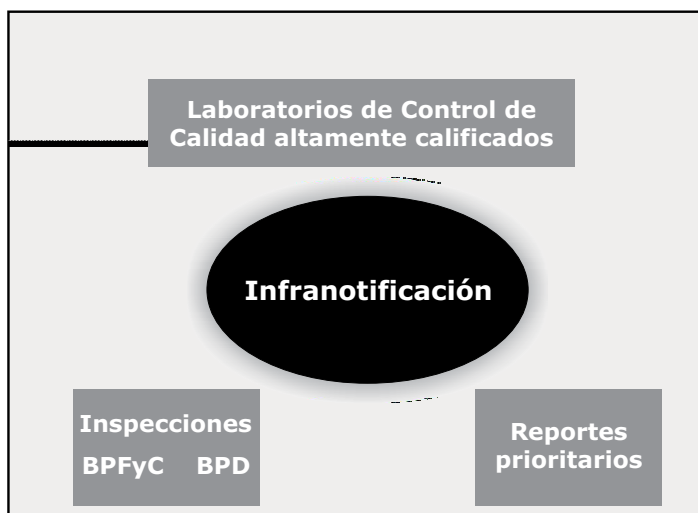 Laboratorios de Control de
Calidad altamente calificados
Infranotificación
Inspecciones
BPFyC BPD
Reportes
prioritarios